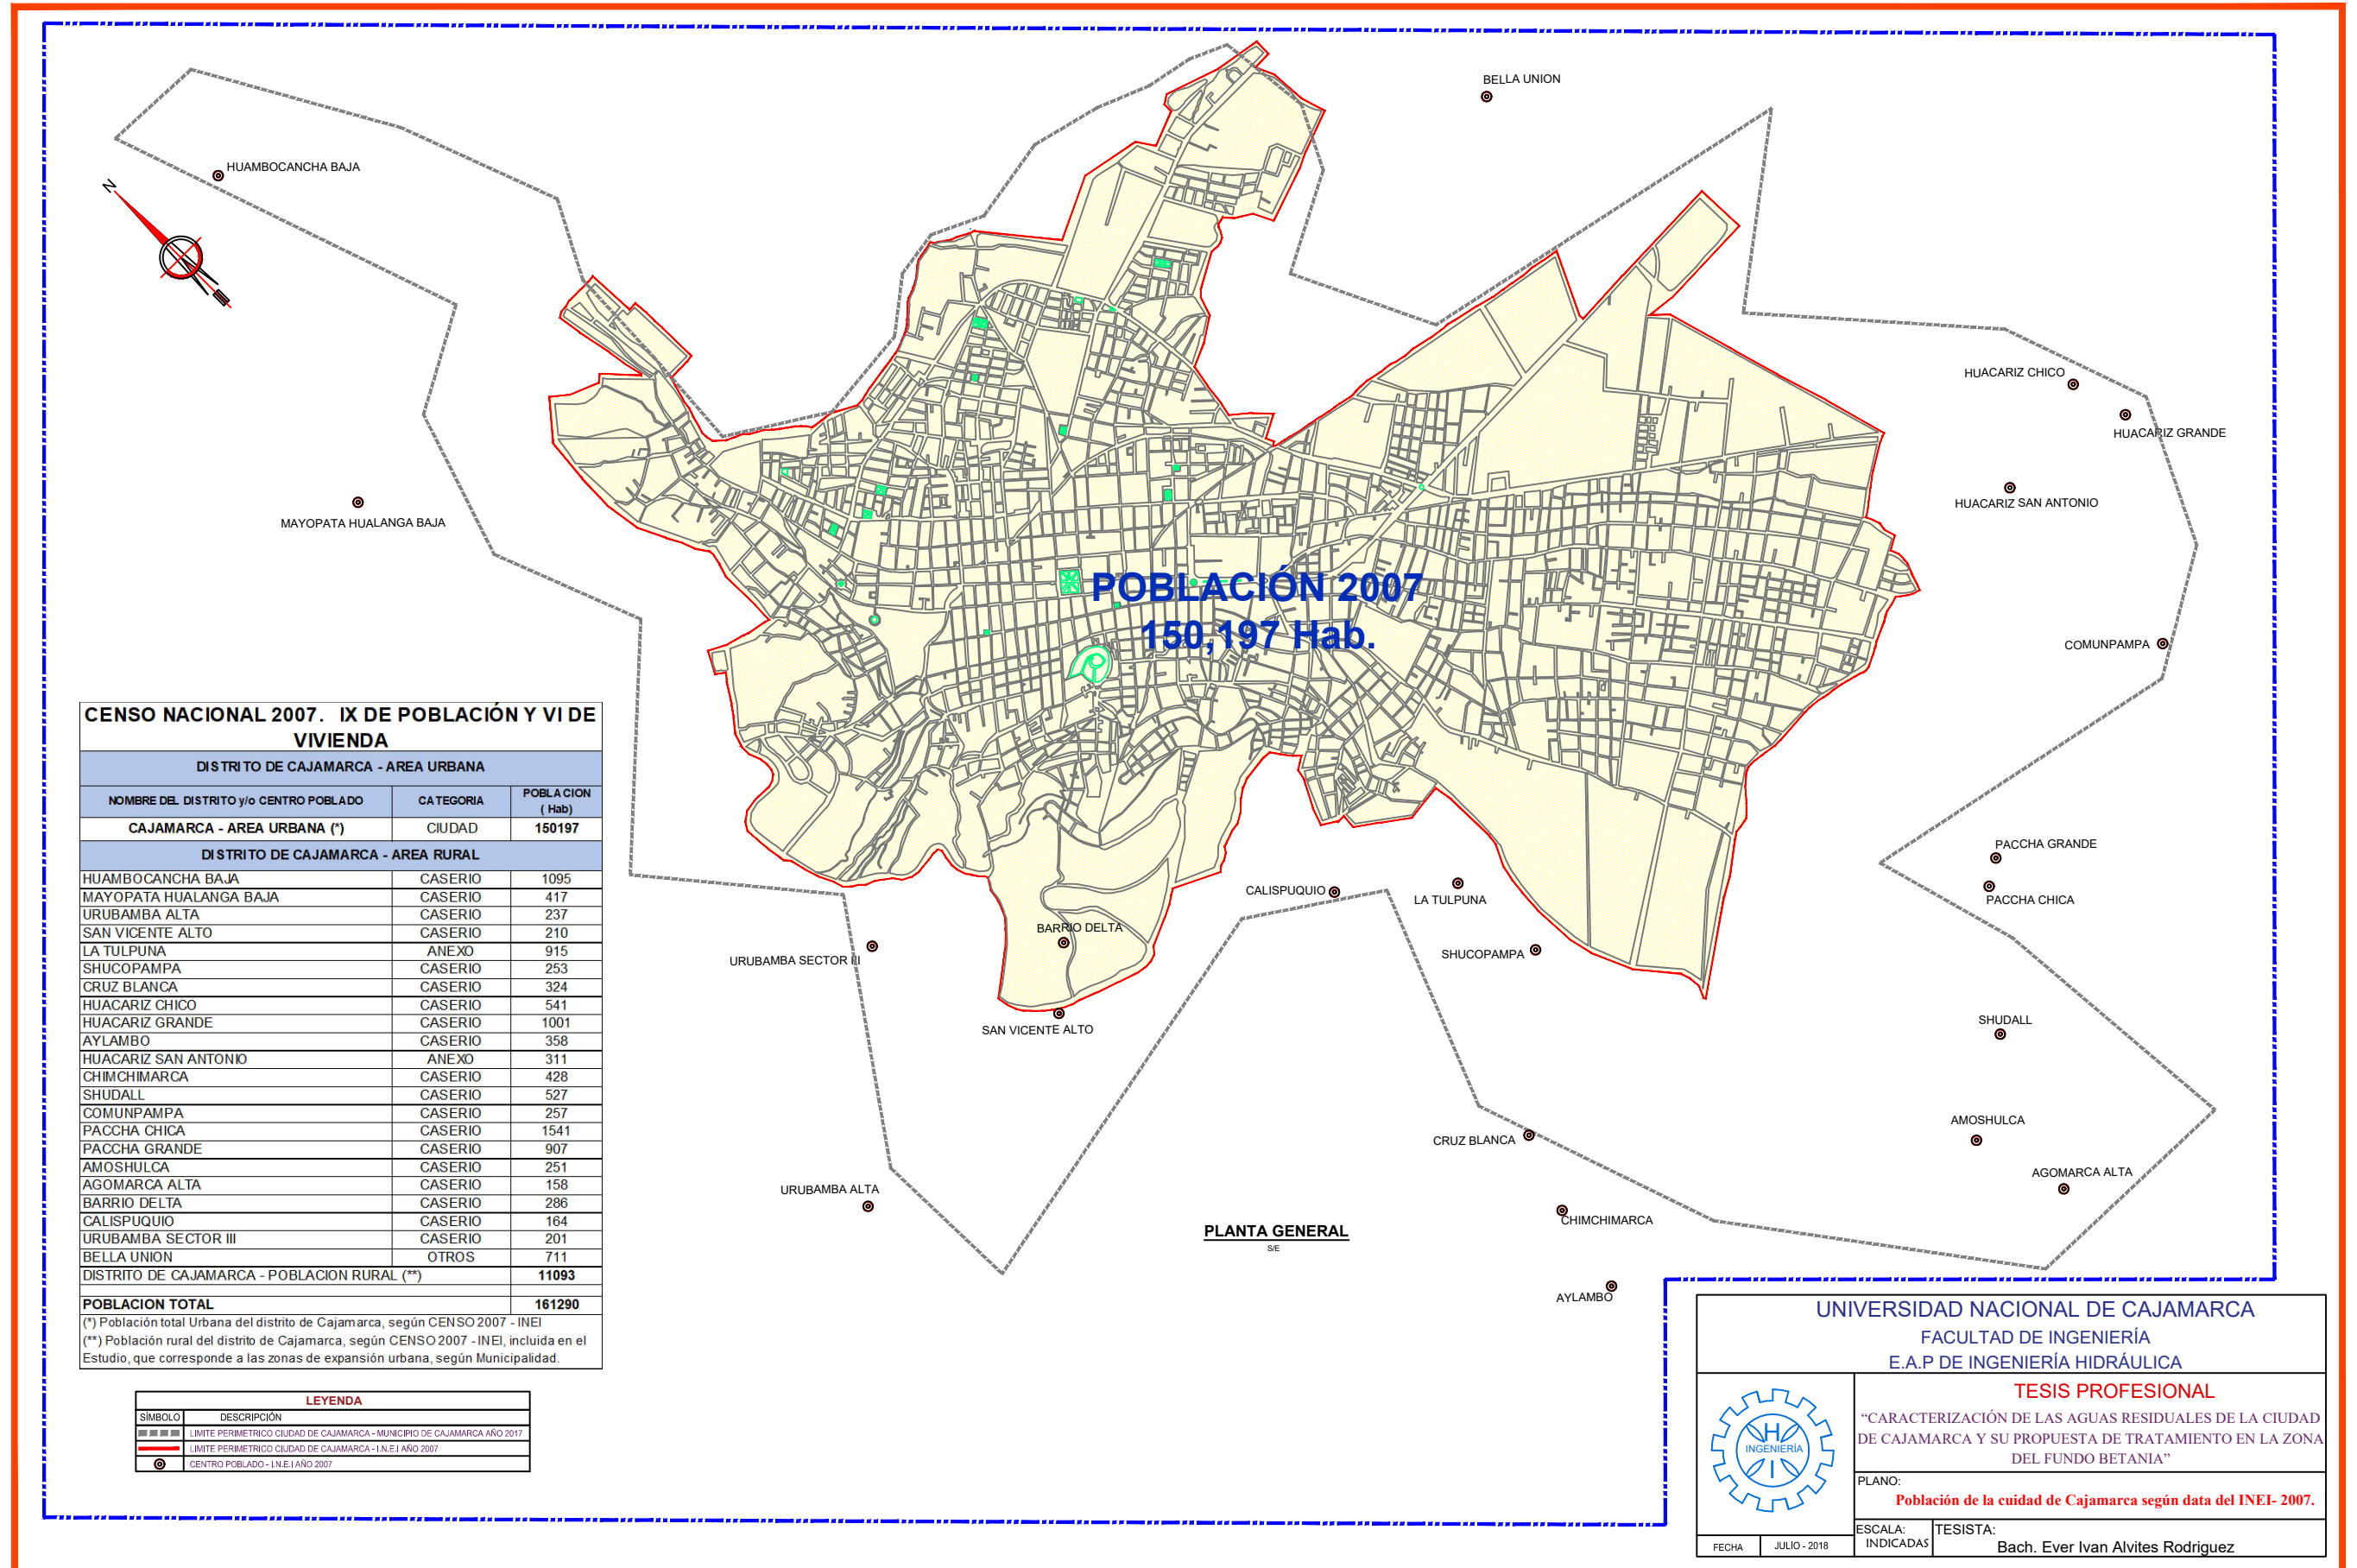 BELLA UNION
HUAMBOCANCHA BAJA
N
HUACARIZ CHICO
HUACARIZ GRANDE
MAYOPATA HUALANGA BAJA
HUACARIZ SAN ANTONIO
POBLACIÓN 2007
150,197 Hab.
COMUNPAMPA
PACCHA GRANDE
PACCHA CHICA
CALISPUQUIO
LA TULPUNA
BARRIO DELTA
URUBAMBA SECTOR III
SHUCOPAMPA
SAN VICENTE ALTO
SHUDALL
AMOSHULCA
CRUZ BLANCA
AGOMARCA ALTA
URUBAMBA ALTA
CHIMCHIMARCA
AYLAMBO
PLANTA GENERAL
S/E
CENSO NACIONAL 2007. IX DE POBLACIÓN Y VI DE
VIVIENDA
DISTRITO DE CAJAMARCA - AREA URBANA
NOMBRE DEL DISTRITO y/o CENTRO POBLADO CATEGORIA POBLACION
( Hab)
CAJAMARCA - AREA URBANA (*) CIUDAD 150197
DISTRITO DE CAJAMARCA - AREA RURAL
HUAMBOCANCHA BAJA CASERIO 1095
MAYOPATA HUALANGA BAJA CASERIO 417
URUBAMBA ALTA CASERIO 237
SAN VICENTE ALTO CASERIO 210
LA TULPUNA ANEXO 915
SHUCOPAMPA CASERIO 253
CRUZ BLANCA CASERIO 324
HUACARIZ CHICO CASERIO 541
HUACARIZ GRANDE CASERIO 1001
AYLAMBO CASERIO 358
HUACARIZ SAN ANTONIO ANEXO 311
CHIMCHIMARCA CASERIO 428
SHUDALL CASERIO 527
COMUNPAMPA CASERIO 257
PACCHA CHICA CASERIO 1541
PACCHA GRANDE CASERIO 907
AMOSHULCA CASERIO 251
AGOMARCA ALTA CASERIO 158
BARRIO DELTA CASERIO 286
CALISPUQUIO CASERIO 164
URUBAMBA SECTOR III CASERIO 201
BELLA UNION OTROS 711
DISTRITO DE CAJAMARCA - POBLACION RURAL (**) 11093
POBLACION TOTAL 161290
(*) Población total Urbana del distrito de Cajamarca, según CENSO 2007 - INEI
(**) Población rural del distrito de Cajamarca, según CENSO 2007 - INEI, incluida en el
Estudio, que corresponde a las zonas de expansión urbana, según Municipalidad.
LEYENDA
SÍMBOLO DESCRIPCIÓN
LIMITE PERIMETRICO CIUDAD DE CAJAMARCA - MUNICIPIO DE CAJAMARCA AÑO 2017
LIMITE PERIMETRICO CIUDAD DE CAJAMARCA - I.N.E.I AÑO 2007
CENTRO POBLADO - I.N.E.I AÑO 2007
UNIVERSIDAD NACIONAL DE CAJAMARCA
FACULTAD DE INGENIERÍA
E.A.P DE INGENIERÍA HIDRÁULICA
H
INGENIERÍA
I
TESIS PROFESIONAL
“CARACTERIZACIÓN DE LAS AGUAS RESIDUALES DE LA CIUDAD
DE CAJAMARCA Y SU PROPUESTA DE TRATAMIENTO EN LA ZONA
DEL FUNDO BETANIA”
PLANO:
Población de la cuidad de Cajamarca según data del INEI- 2007.
FECHA JULIO - 2018
ESCALA:
INDICADAS
TESISTA:
Bach. Ever Ivan Alvites Rodriguez